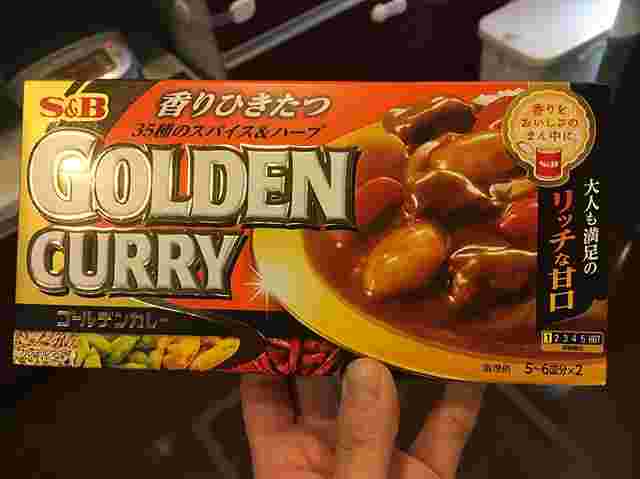 S&B
香りひきたつ
35種のスパイス&ハーブ
GOLDEN
CURRY
ゴールデンカレー
香りを
おいしさの
まん中に
S&B
大人も満足の
リッチな甘口
1 2 3 4 5 HOT
5~6皿分×2